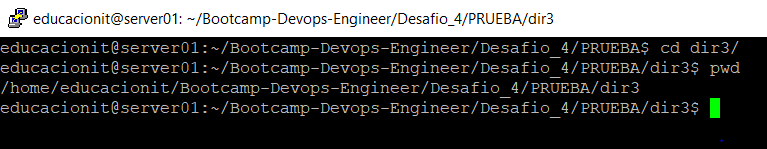 educacionit@server01: ~/Bootcamp-Devops-Engineer/Desafio_4/PRUEBA/dir3
educacionit@server01:~/Bootcamp-Devops-Engineer/Desafio_4/PRUEBA$ cd dir3/
educacionit@server01:~/Bootcamp-Devops-Engineer/Desafio_4/PRUEBA/dir3$ pwd
/home/educacionit/Bootcamp-Devops-Engineer/Desafio_4/PRUEBA/dir3
educacionit@server01:~/Bootcamp-Devops-Engineer/Desafio_4/PRUEBA/dir3$